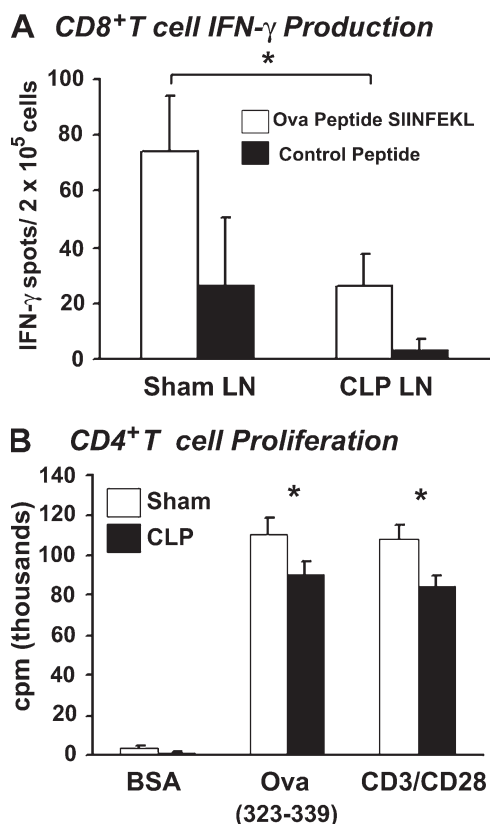 A CD8+T cell IFN-γ Production
*
100
80
60
40
20
0
IFN-γ spots/ 2 x 10⁵ cells
Ova Peptide SIINFEKL
Control Peptide
Sham LN CLP LN
B CD4+T cell Proliferation
140
120
100
80
60
40
20
0
cpm (thousands)
Sham
CLP
* *
BSA Ova CD3/CD28
(323-339)